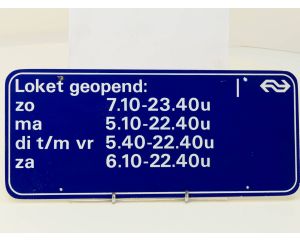 Loket geopend:
zo 7.10-23.40u
ma 5.10-22.40u
di t/m vr 5.40-22.40u
za 6.10-22.40u